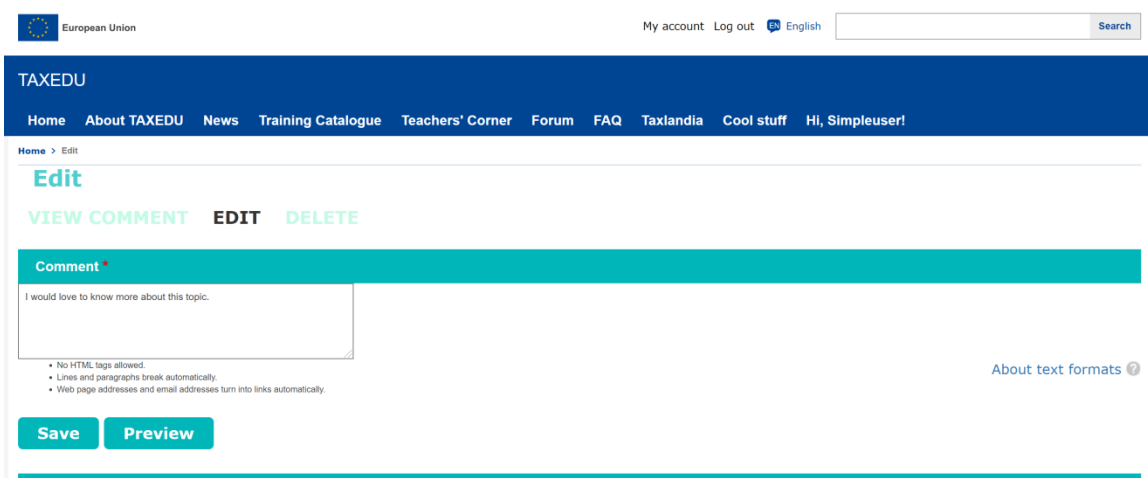 European Union
My account Log out EN English Search
TAXEDU
Home About TAXEDU News Training Catalogue Teachers' Corner Forum FAQ Taxlandia Cool stuff Hi, Simpleuser!
Home > Edit
Edit
VIEW COMMENT EDIT DELETE
Comment *
I would love to know more about this topic.
▪ No HTML tags allowed.
▪ Lines and paragraphs break automatically.
▪ Web page addresses and email addresses turn into links automatically.
About text formats ?
Save Preview